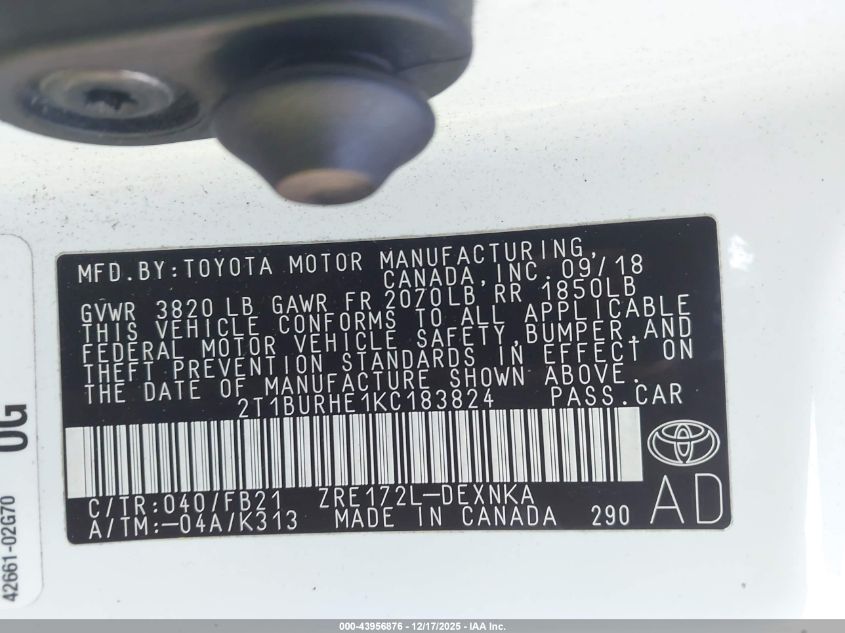 MFD.BY:TOYOTA MOTOR MANUFACTURING,
CANADA,INC. 09/18
GVWR 3820 LB GAWR FR 2070LB RR 1850LB
THIS VEHICLE CONFORMS TO ALL APPLICABLE
FEDERAL MOTOR VEHICLE SAFETY,BUMPER,AND
THEFT PREVENTION STANDARDS IN EFFECT ON
THE DATE OF MANUFACTURE SHOWN ABOVE.
2T1BURHE1KC183824 PASS.CAR
C/TR:040/FB21 ZRE172L-DEXNKA
A/TM:-04A/K313 MADE IN CANADA 290
AD
0G
42661-02G70
000-43956876 | 12/17/2025 - IAA Inc.